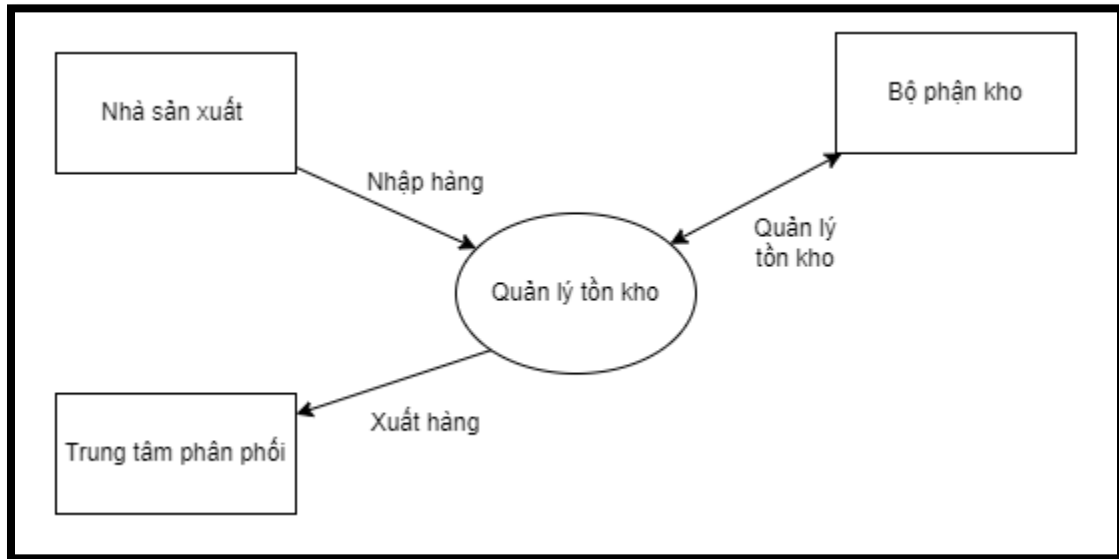 Nhà sản xuất
Bộ phận kho
Nhập hàng
Quản lý
tồn kho
Quản lý tồn kho
Xuất hàng
Trung tâm phân phối